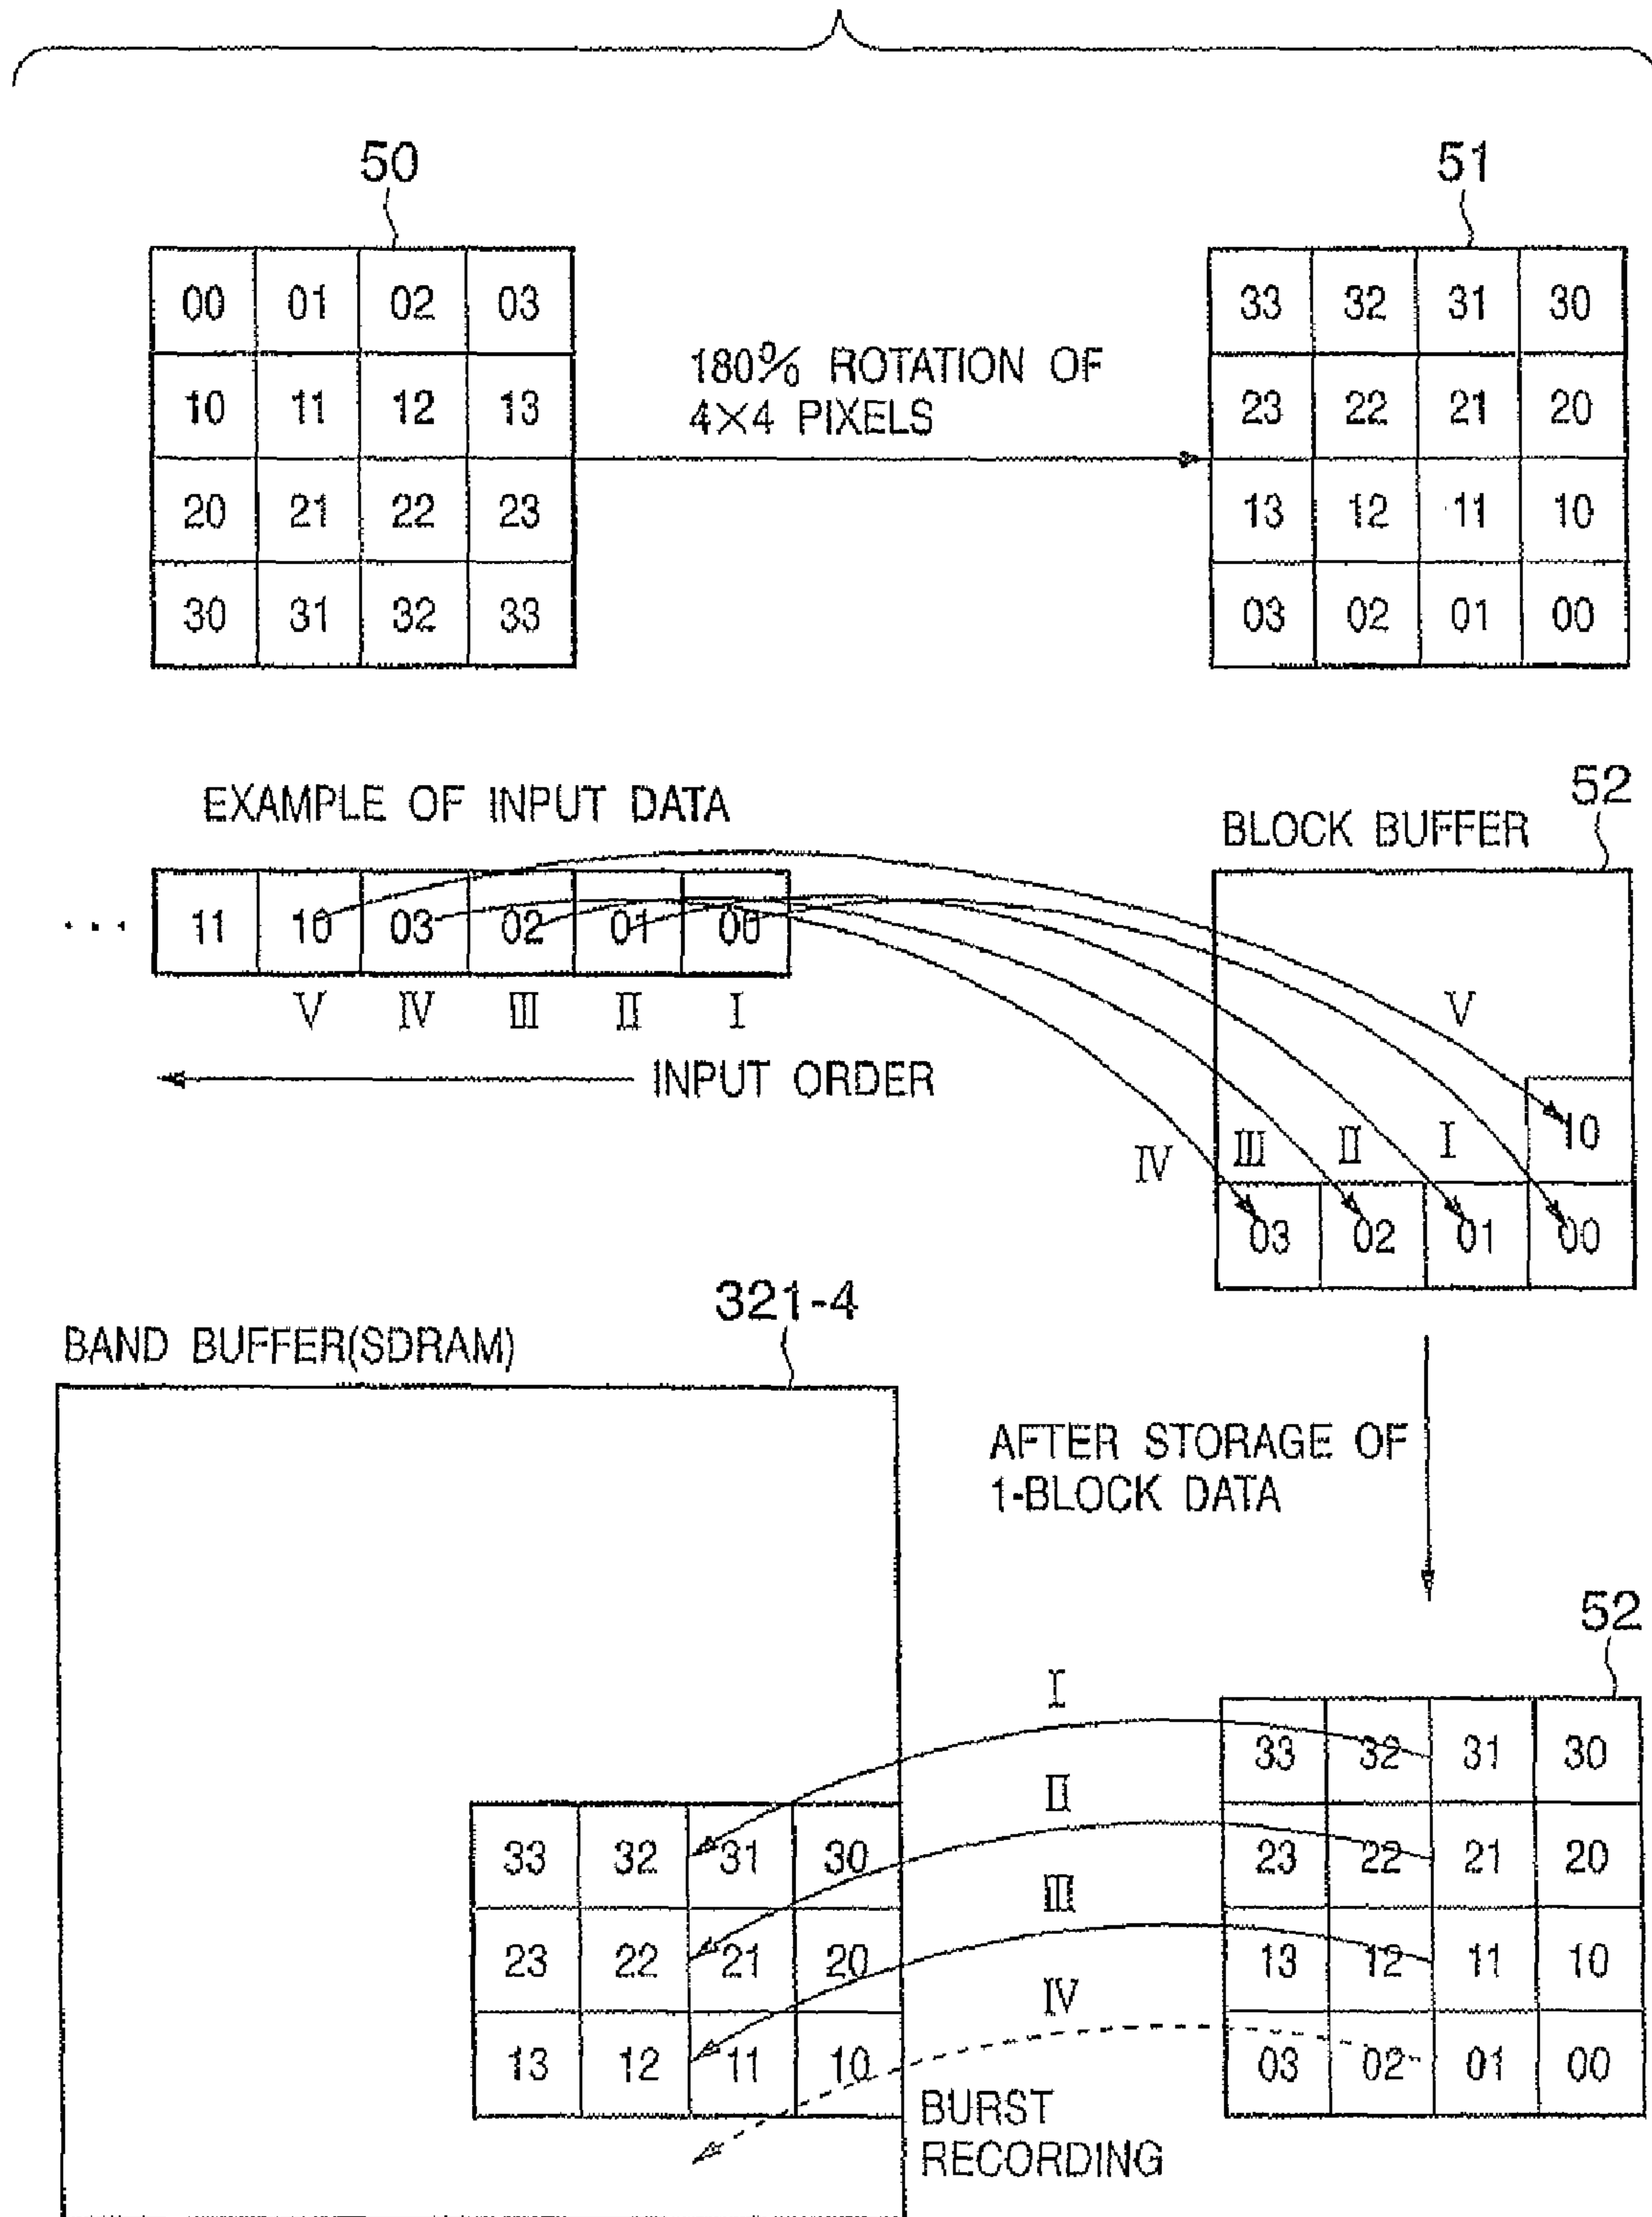 50
51
00 01 02 03
10 11 12 13
20 21 22 23
30 31 32 33
180% ROTATION OF
4×4 PIXELS
33 32 31 30
23 22 21 20
13 12 11 10
03 02 01 00
EXAMPLE OF INPUT DATA
... 11 10 03 02 01 00
V IV III II I
INPUT ORDER
52
BLOCK BUFFER
V
10
IV III II I
03 02 01 00
321-4
BAND BUFFER(SDRAM)
AFTER STORAGE OF
1-BLOCK DATA
52
I
II
III
IV
33 32 31 30
23 22 21 20
13 12 11 10
33 32 31 30
23 22 21 20
13 12 11 10
03 02 01 00
BURST
RECORDING